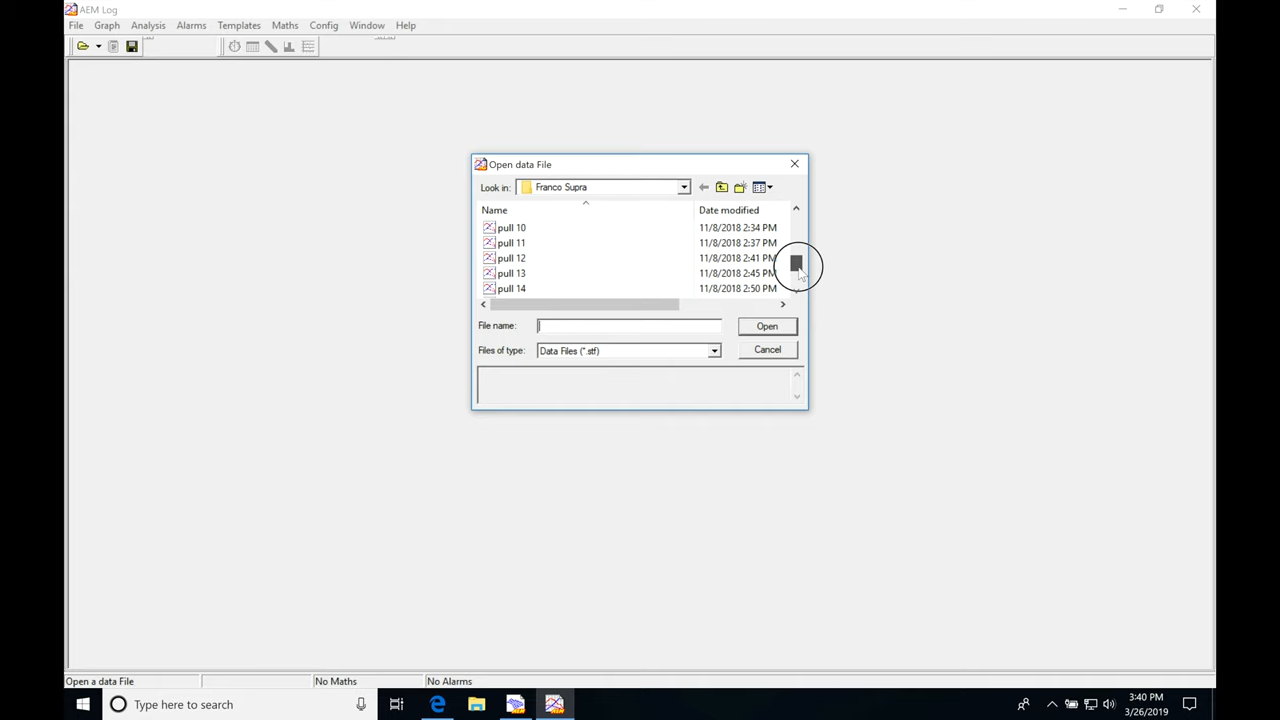 AEM Log
File Graph Analysis Alarms Templates Maths Config Window Help
Open data File
Look in: Franco Supra
Name Date modified
pull 10 11/8/2018 2:34 PM
pull 11 11/8/2018 2:37 PM
pull 12 11/8/2018 2:41 PM
pull 13 11/8/2018 2:45 PM
pull 14 11/8/2018 2:50 PM
File name: Open
Files of type: Data Files (*.stf) Cancel
Open a data File No Maths No Alarms
Type here to search
3:40 PM
3/26/2019